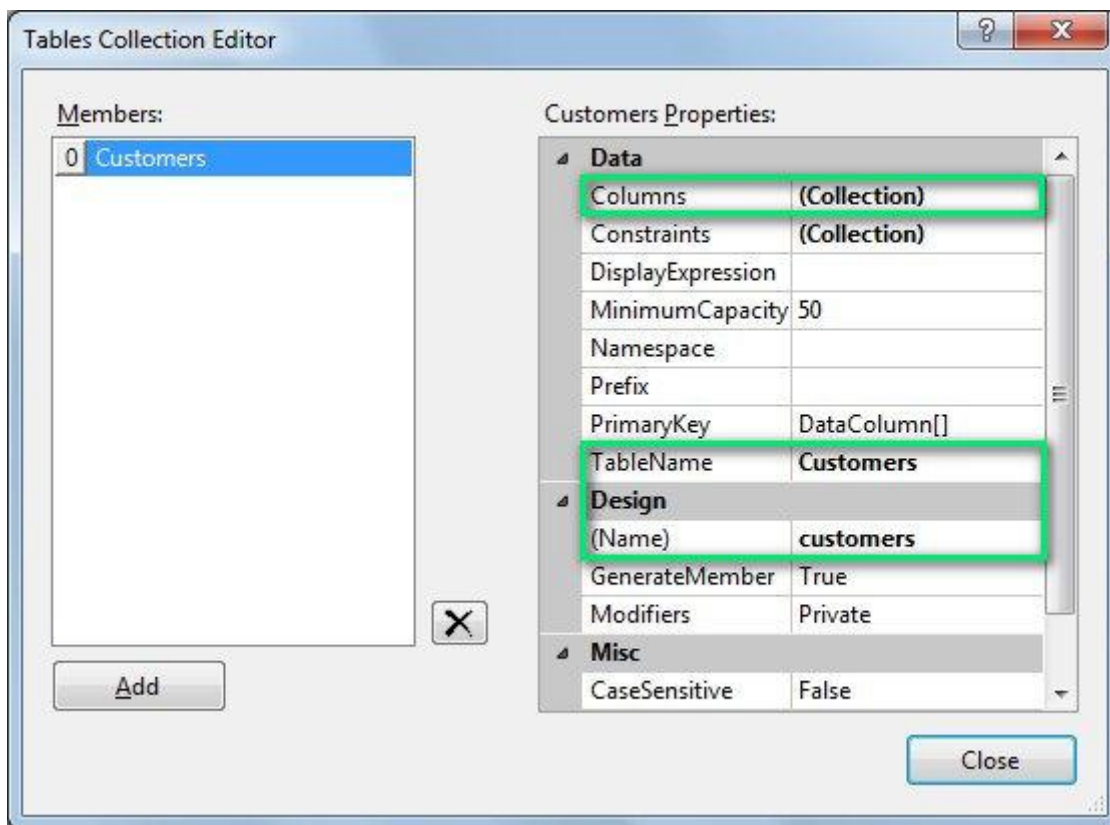 Tables Collection Editor
?
Members:
0 Customers
Add
Customers Properties:
Data
Columns (Collection)
Constraints (Collection)
DisplayExpression
MinimumCapacity 50
Namespace
Prefix
PrimaryKey DataColumn[]
TableName Customers
Design
(Name) customers
GenerateMember True
Modifiers Private
Misc
CaseSensitive False
Close